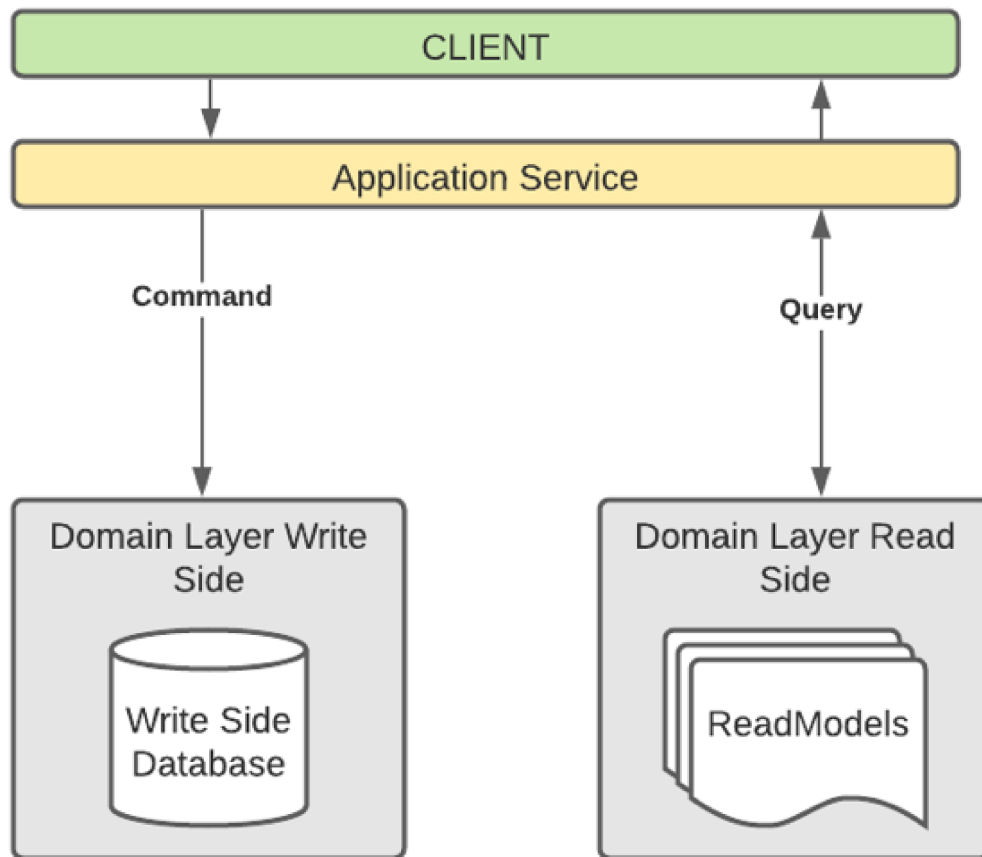 CLIENT
Application Service
Command
Query
Domain Layer Write
Side
Domain Layer Read
Side
Write Side
Database
ReadModels